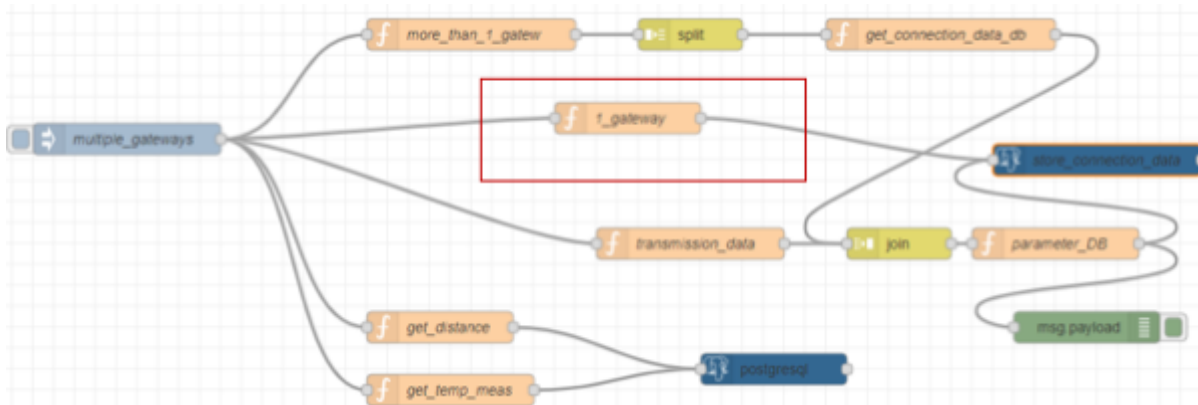 more_than_1_gatew
split
get_connection_data_db
1_gateway
multiple_gateways
store_connection_data
transmission_data
join
parameter_DB
get_distance
msg.payload
postgresql
get_temp_meas